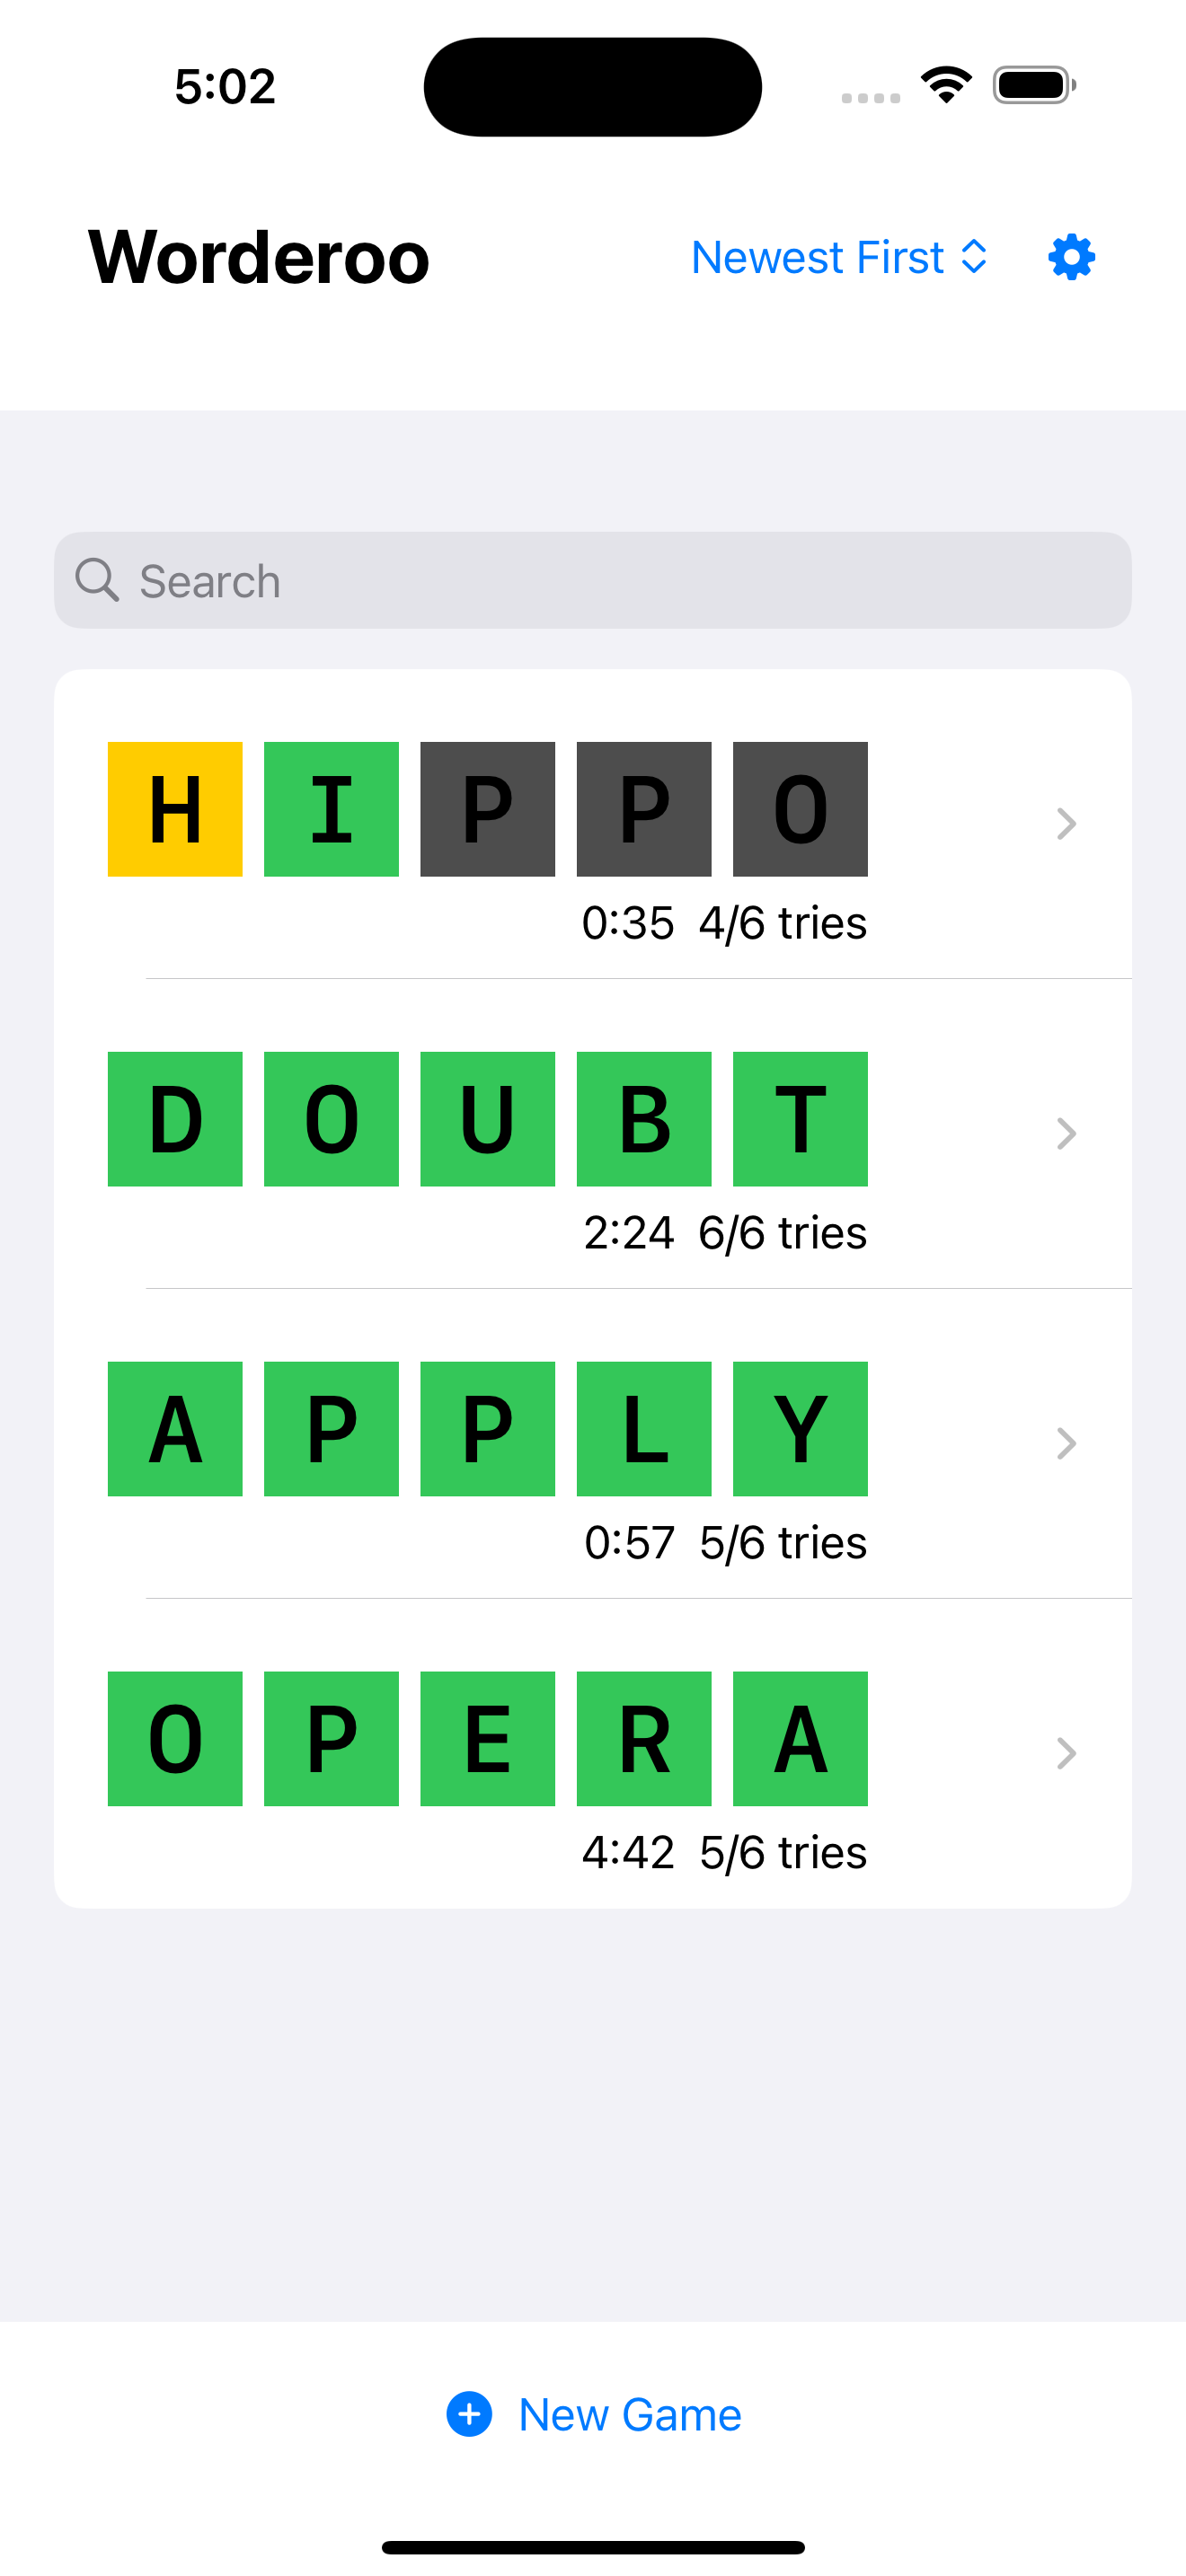 5:02
Worderoo
Newest First
Search
H I P P O
0:35 4/6 tries
D O U B T
2:24 6/6 tries
A P P L Y
0:57 5/6 tries
O P E R A
4:42 5/6 tries
New Game